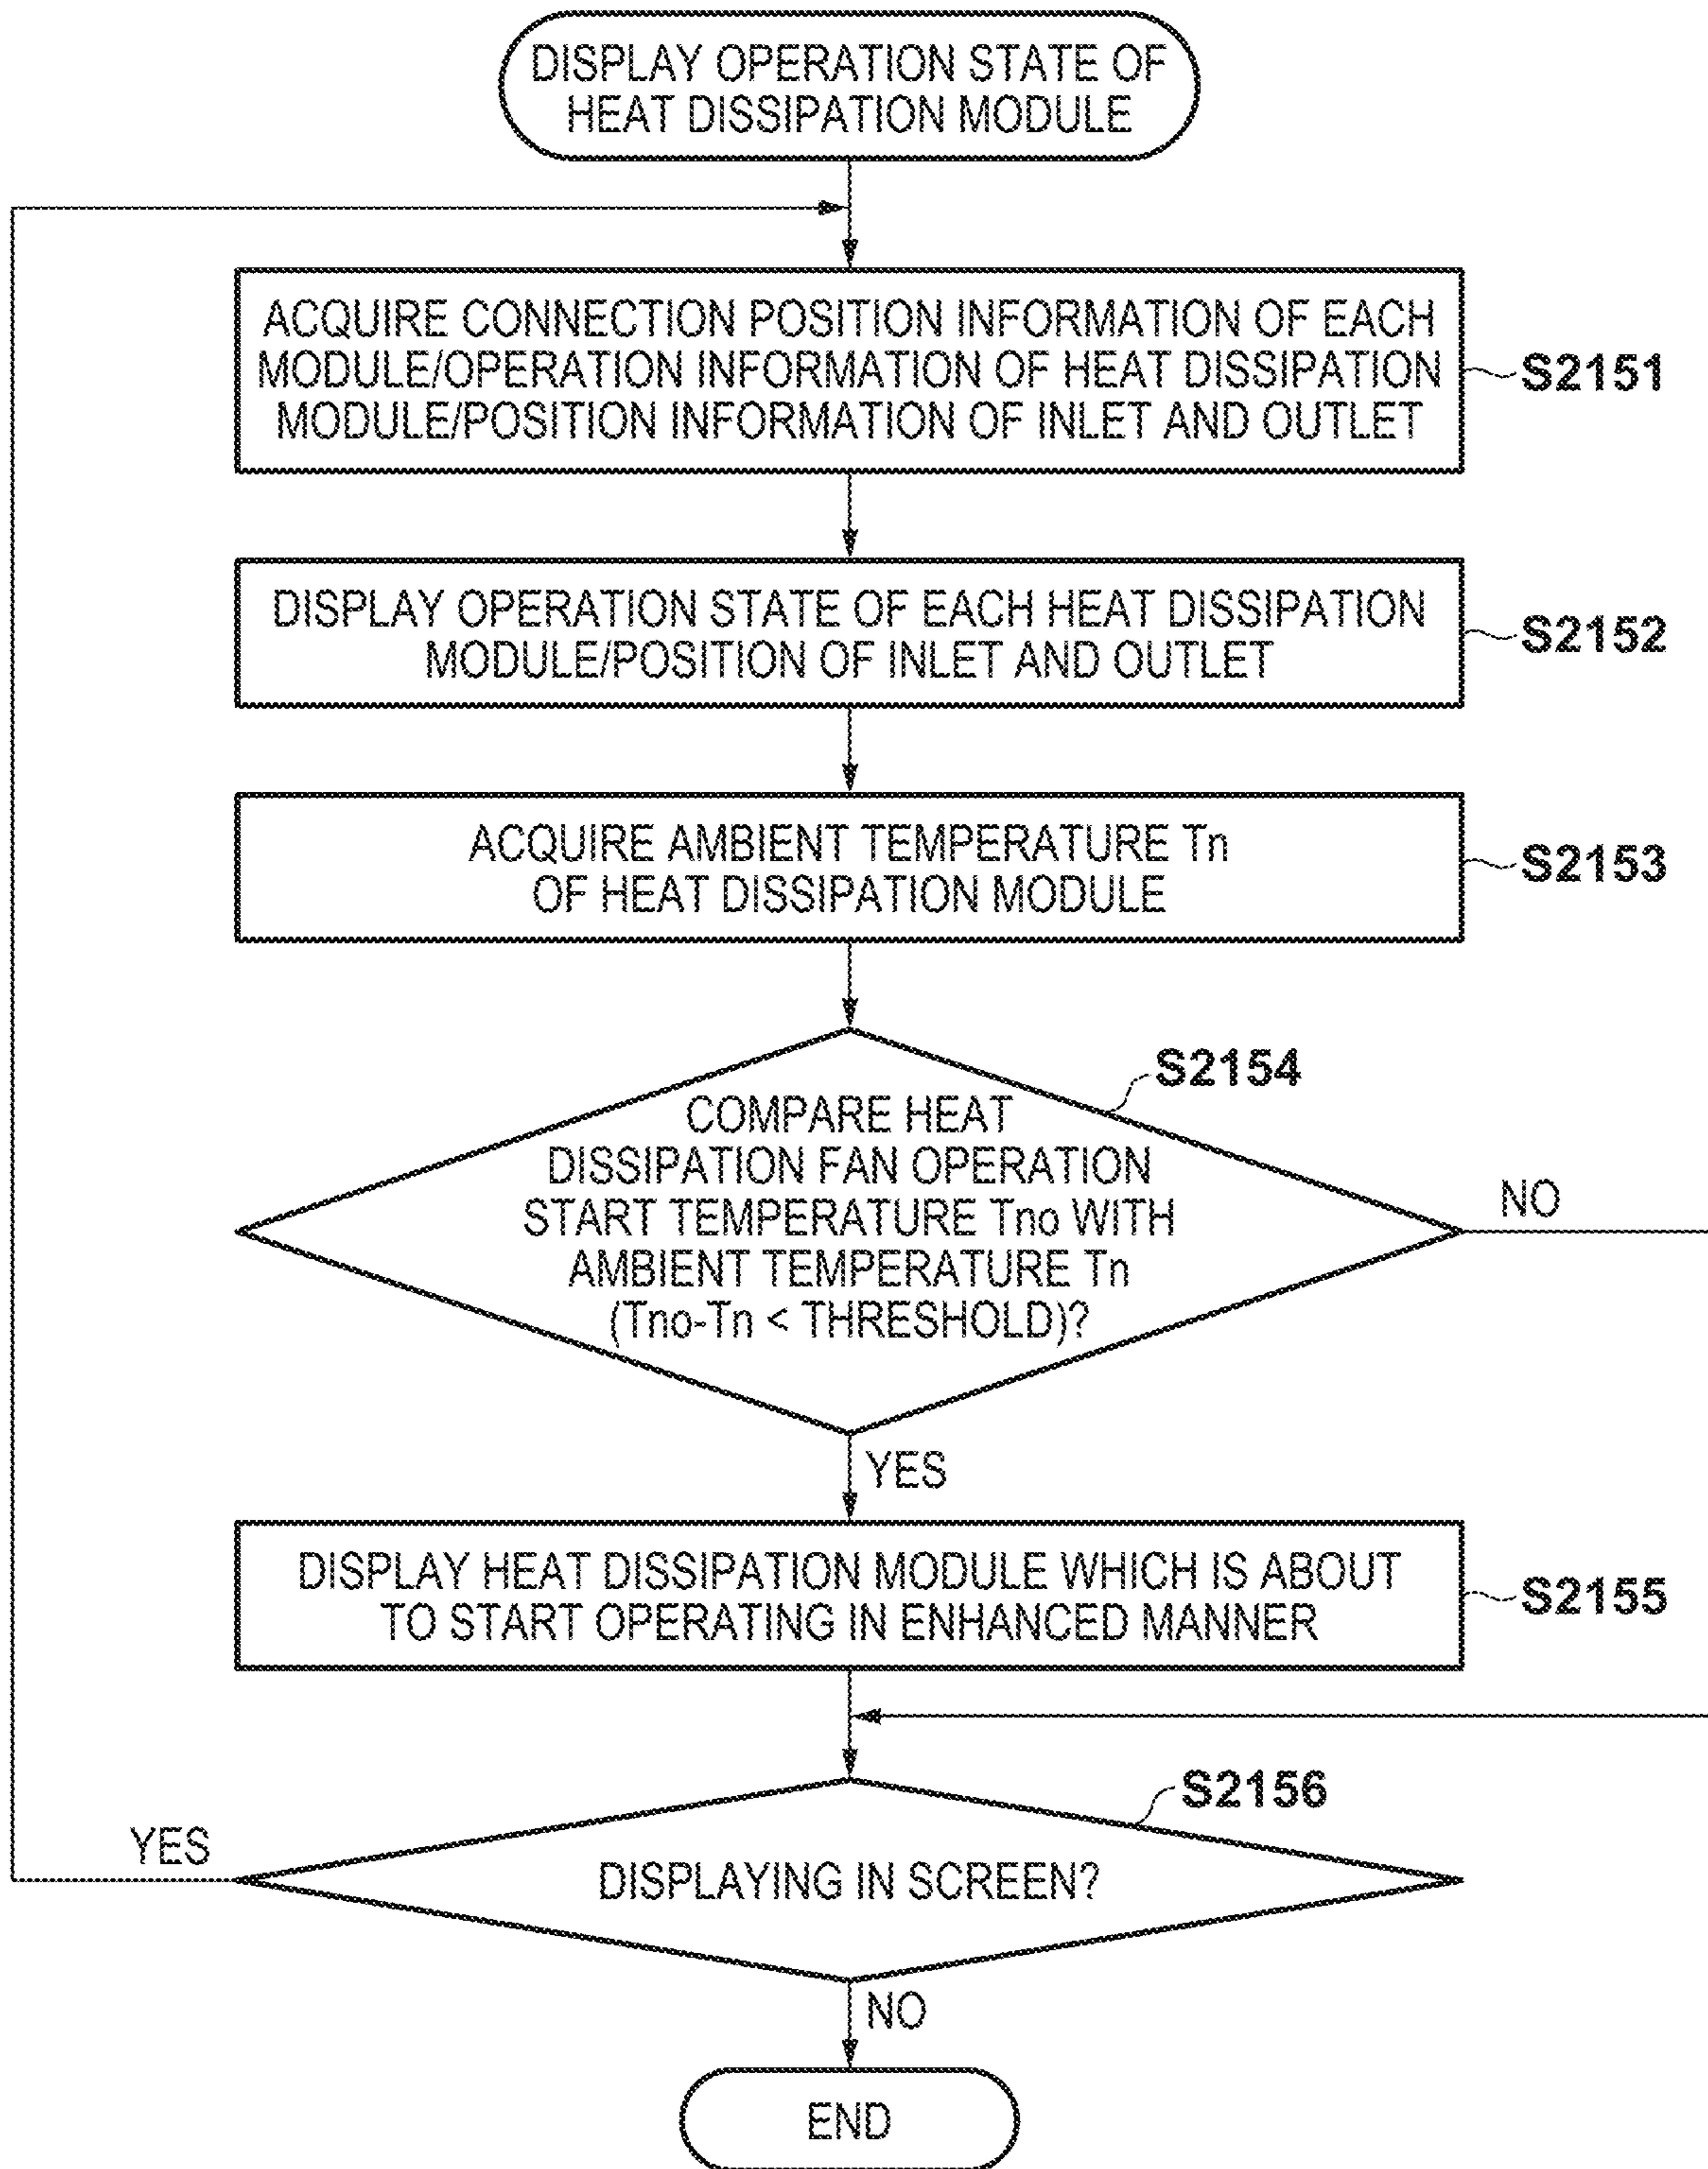 DISPLAY OPERATION STATE OF
HEAT DISSIPATION MODULE
ACQUIRE CONNECTION POSITION INFORMATION OF EACH
MODULE/OPERATION INFORMATION OF HEAT DISSIPATION
MODULE/POSITION INFORMATION OF INLET AND OUTLET
S2151
DISPLAY OPERATION STATE OF EACH HEAT DISSIPATION
MODULE/POSITION OF INLET AND OUTLET
S2152
ACQUIRE AMBIENT TEMPERATURE Tn
OF HEAT DISSIPATION MODULE
S2153
S2154
COMPARE HEAT
DISSIPATION FAN OPERATION
START TEMPERATURE Tno WITH
AMBIENT TEMPERATURE Tn
(Tno-Tn < THRESHOLD)?
NO
YES
DISPLAY HEAT DISSIPATION MODULE WHICH IS ABOUT
TO START OPERATING IN ENHANCED MANNER
S2155
S2156
YES
DISPLAYING IN SCREEN?
NO
END